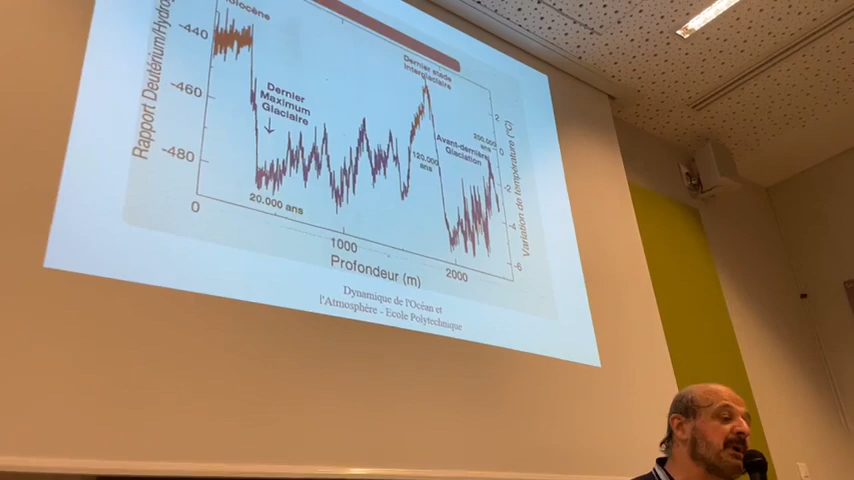 Rapport Deutérium/Hydrog
-440
-460
-480
Dernier
Maximum
Glaciaire
Dernier stade
Interglaciaire
Avant-dernière
Glaciation
200.000
ans
120.000
ans
20.000 ans
2
0
Variation de température (°C)
0
1000
2000
Profondeur (m)
Dynamique de l'Océan et
l'Atmosphère - Ecole Polytechnique